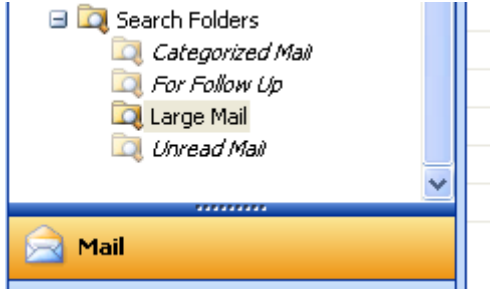 Search Folders
Categorized Mail
For Follow Up
Large Mail
Unread Mail
Mail